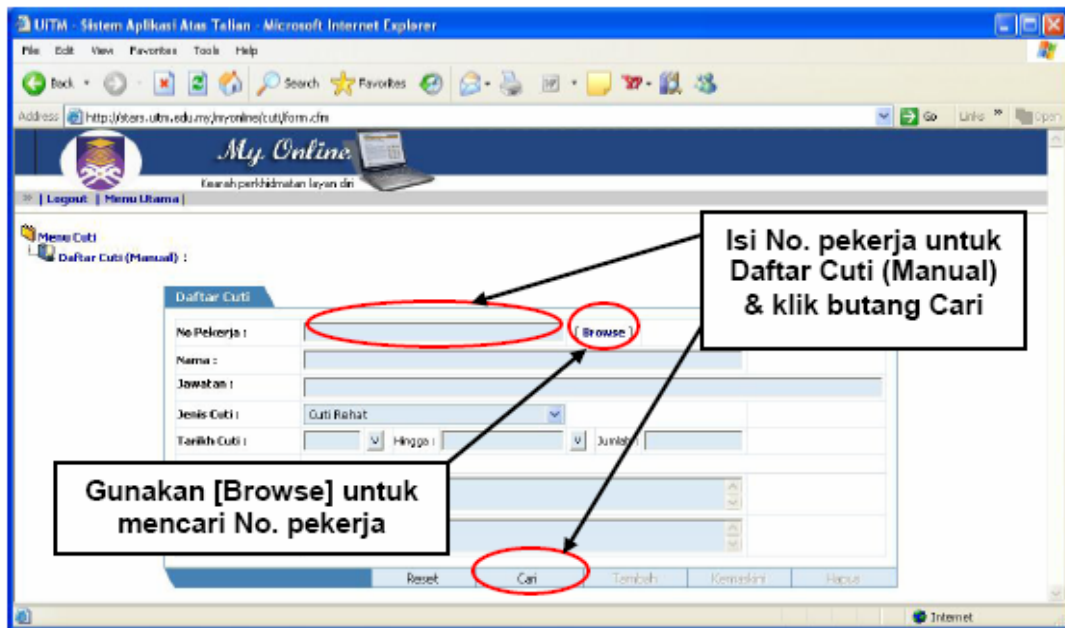 UITM - Sistem Aplikasi Atas Talian - Microsoft Internet Explorer
File Edit View Favorites Tools Help
Back Search Favorites
Address http://stars.uitm.edu.my/myonline/cuti/form.cfm Go Links » Open
My Online
Kearah perkhidmatan layan diri
» | Logout | Menu Utama |
Menu Cuti
Daftar Cuti (Manual) :
Isi No. pekerja untuk
Daftar Cuti (Manual)
& klik butang Cari
Daftar Cuti
No Pekerja : [ Browse ]
Nama :
Jawatan :
Jenis Cuti : Cuti Rehat
Tarikh Cuti : V Hingga : V Jumlah :
Gunakan [Browse] untuk
mencari No. pekerja
Reset Cari Tambah Kemaskini Hapus
Internet